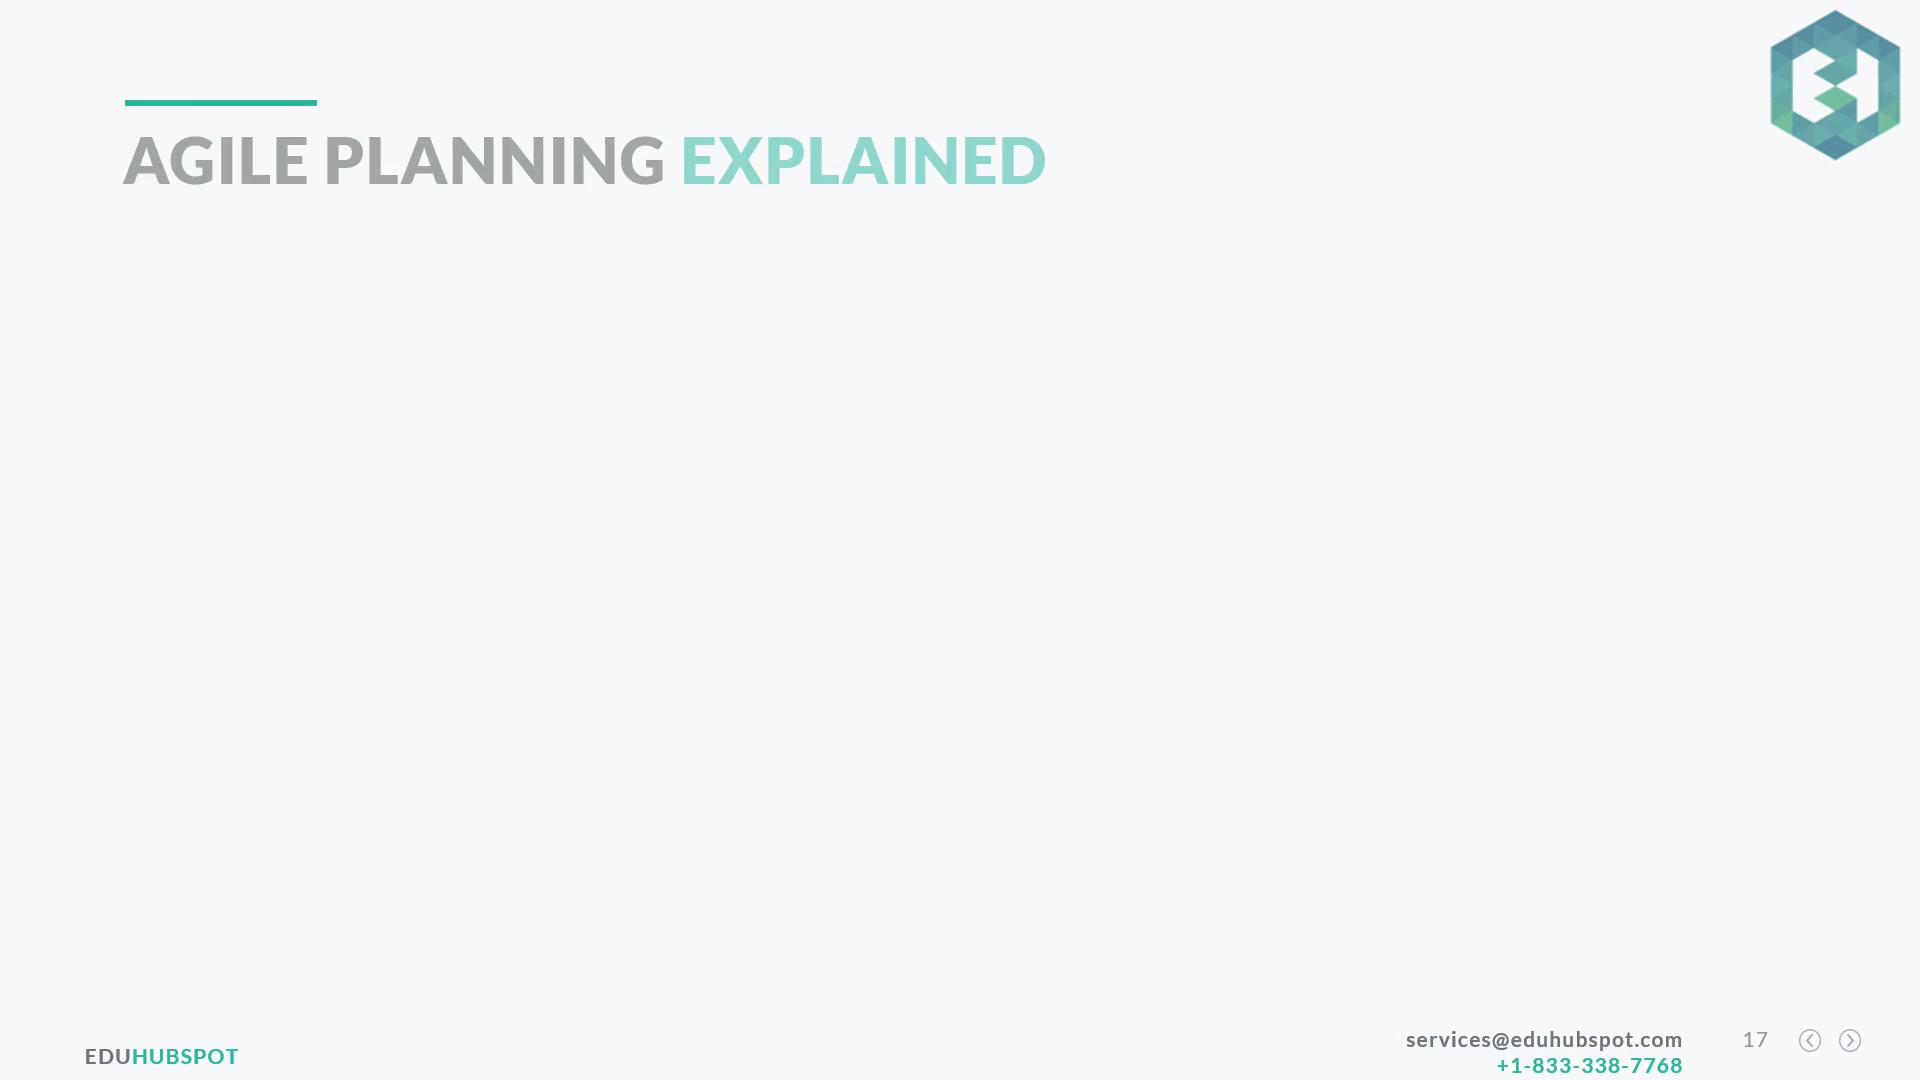 AGILE PLANNING EXPLAINED
EDUHUBSPOT
services@eduhubspot.com
+1-833-338-7768
17